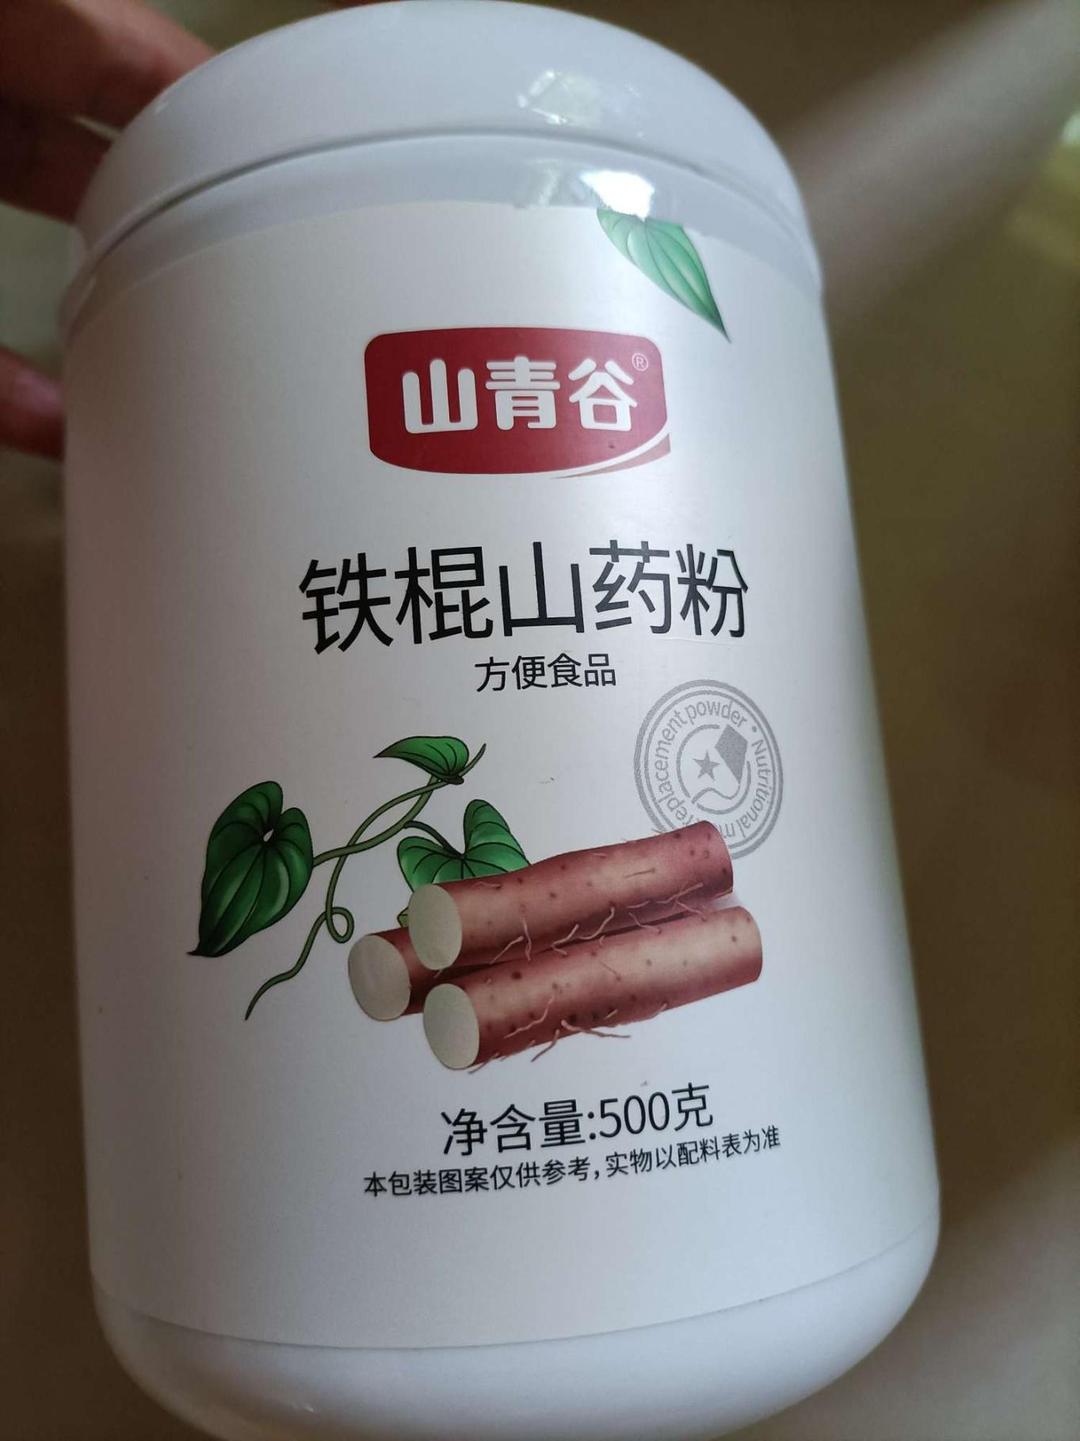 山青谷®
铁棍山药粉
方便食品
replacement powder • Nutritional
净含量:500克
本包装图案仅供参考,实物以配料表为准